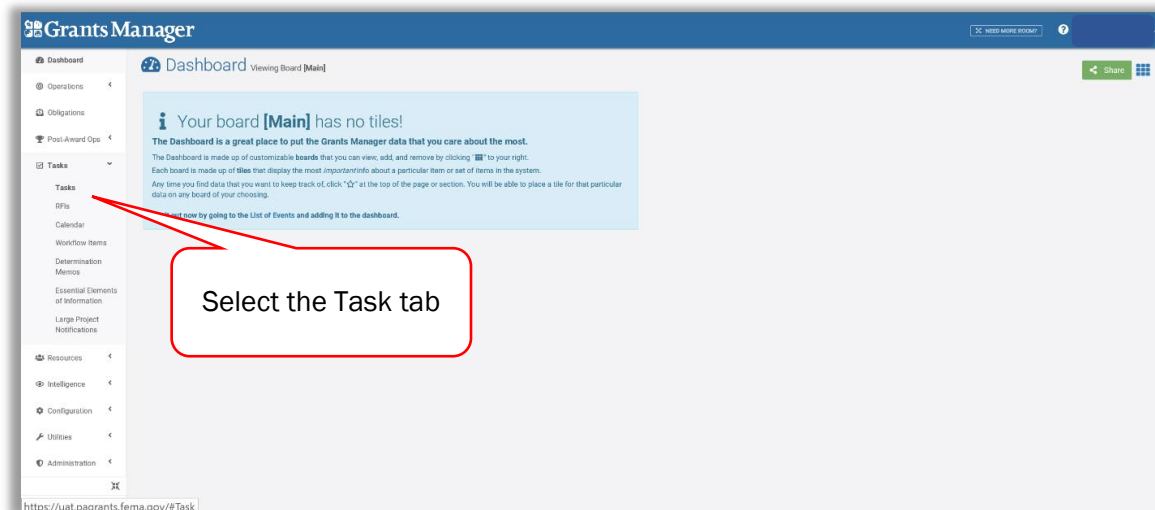 Grants Manager
NEED MORE ROOM?
?
Dashboard
Operations
Obligations
Post-Award Ops
Tasks
Tasks
RFIs
Calendar
Workflow Items
Determination
Memos
Essential Elements
of Information
Large Project
Notifications
Resources
Intelligence
Configuration
Utilities
Administration
Dashboard Viewing Board [Main]
Share
Your board [Main] has no tiles!
The Dashboard is a great place to put the Grants Manager data that you care about the most.
The Dashboard is made up of customizable boards that you can view, add, and remove by clicking "" to your right.
Each board is made up of tiles that display the most important info about a particular item or set of items in the system.
Any time you find data that you want to keep track of, click "☆" at the top of the page or section. You will be able to place a tile for that particular
data on any board of your choosing.
out now by going to the List of Events and adding it to the dashboard.
Select the Task tab
https://uat.pagrants.fema.gov/#Task